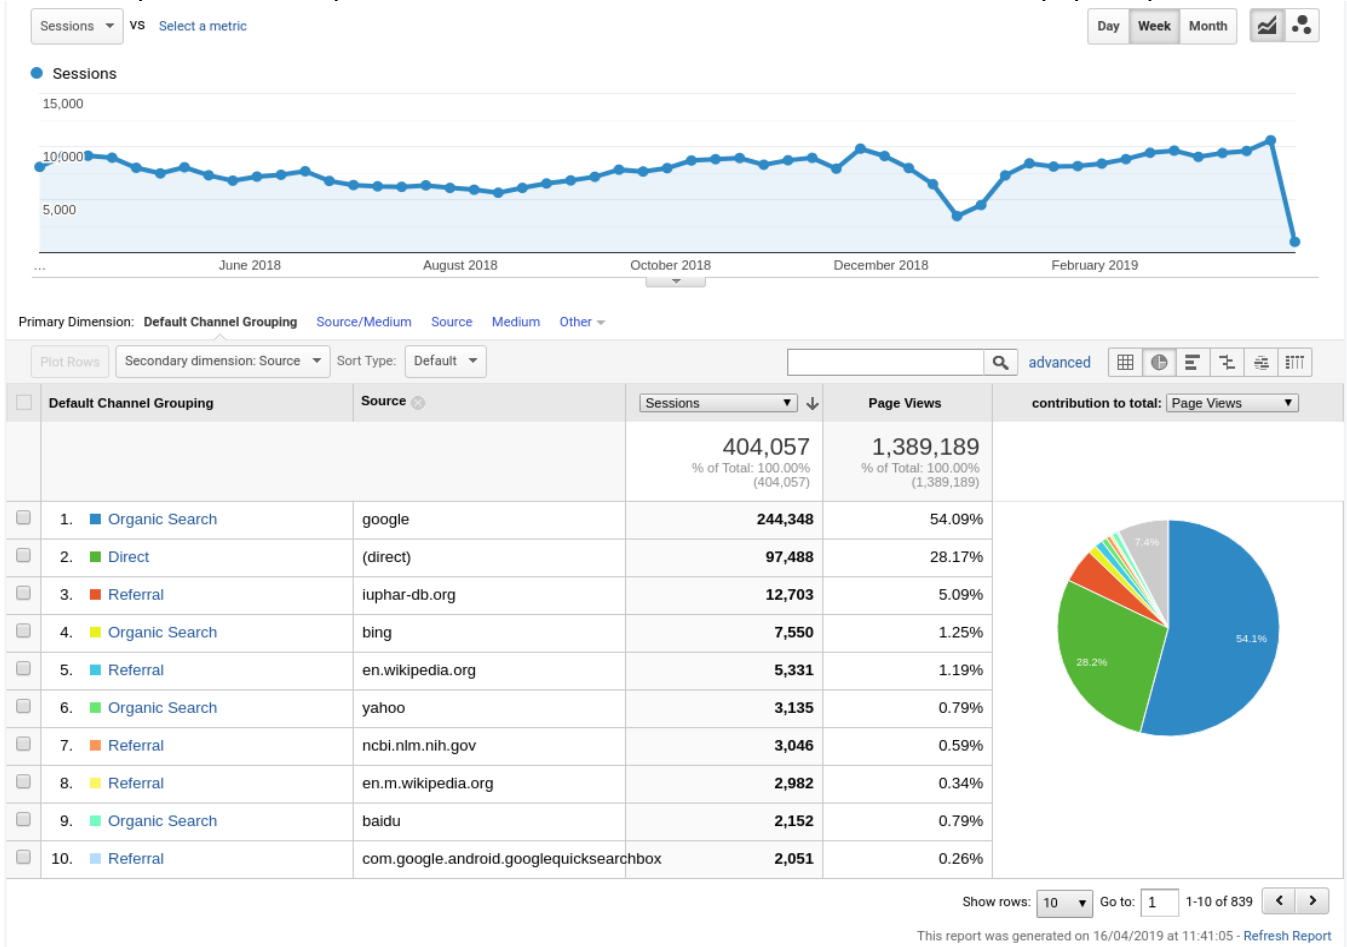 Sessions VS Select a metric Day Week Month
Sessions
15,000
10,000
5,000
... June 2018 August 2018 October 2018 December 2018 February 2019
Primary Dimension: Default Channel Grouping Source/Medium Source Medium Other
Plot Rows Secondary dimension: Source Sort Type: Default advanced
Default Channel Grouping Source Sessions Page Views contribution to total: Page Views
404,057 1,389,189
% of Total: 100.00% % of Total: 100.00%
(404,057) (1,389,189)
1. Organic Search google 244,348 54.09%
2. Direct (direct) 97,488 28.17%
3. Referral iuphar-db.org 12,703 5.09%
4. Organic Search bing 7,550 1.25%
5. Referral en.wikipedia.org 5,331 1.19%
6. Organic Search yahoo 3,135 0.79%
7. Referral ncbi.nlm.nih.gov 3,046 0.59%
8. Referral en.m.wikipedia.org 2,982 0.34%
9. Organic Search baidu 2,152 0.79%
10. Referral com.google.android.googlequicksearchbox 2,051 0.26%
7.4%
54.1%
28.2%
Show rows: 10 Go to: 1 1-10 of 839
This report was generated on 16/04/2019 at 11:41:05 - Refresh Report